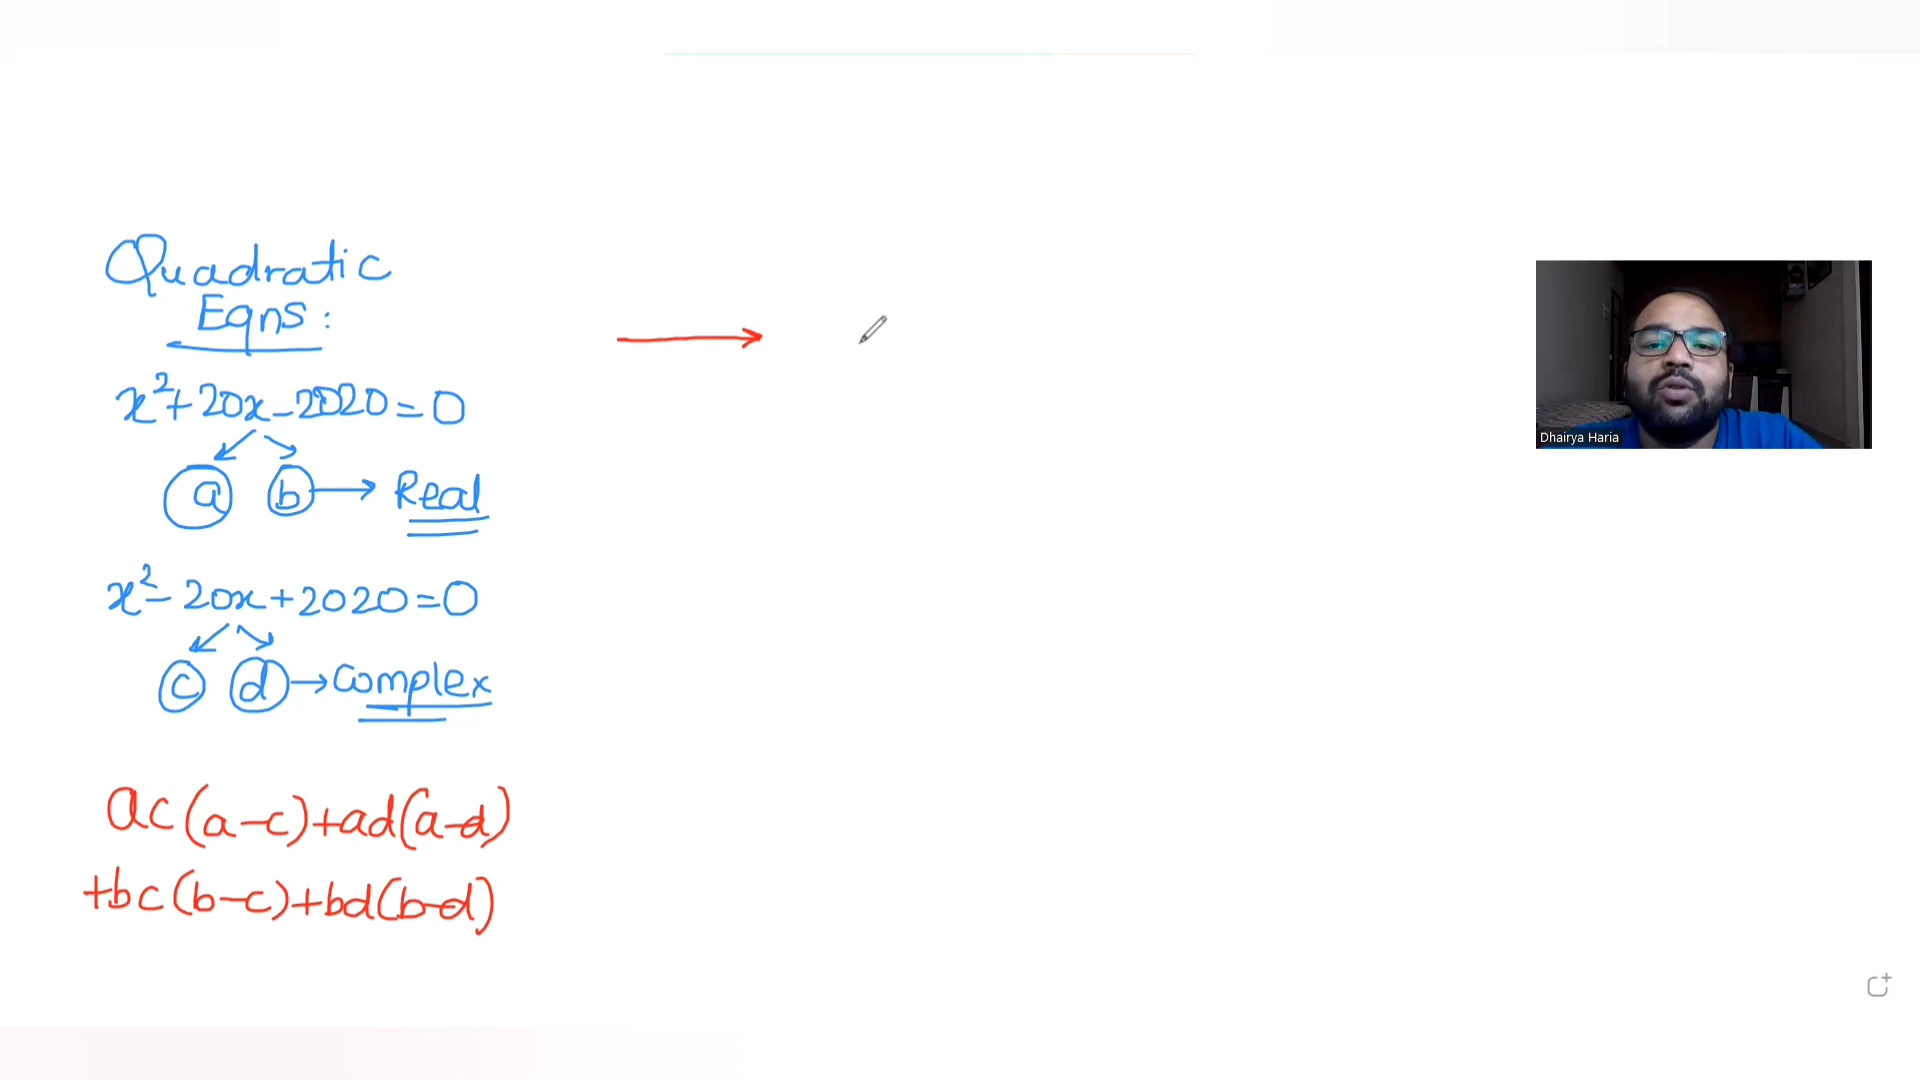 Quadratic
Eqns:
x²+20x-2020=0
a b → Real
x²-20x+2020=0
c d → Complex
ac(a-c)+ad(a-d)
+bc(b-c)+bd(b-d)
Dhairya Haria